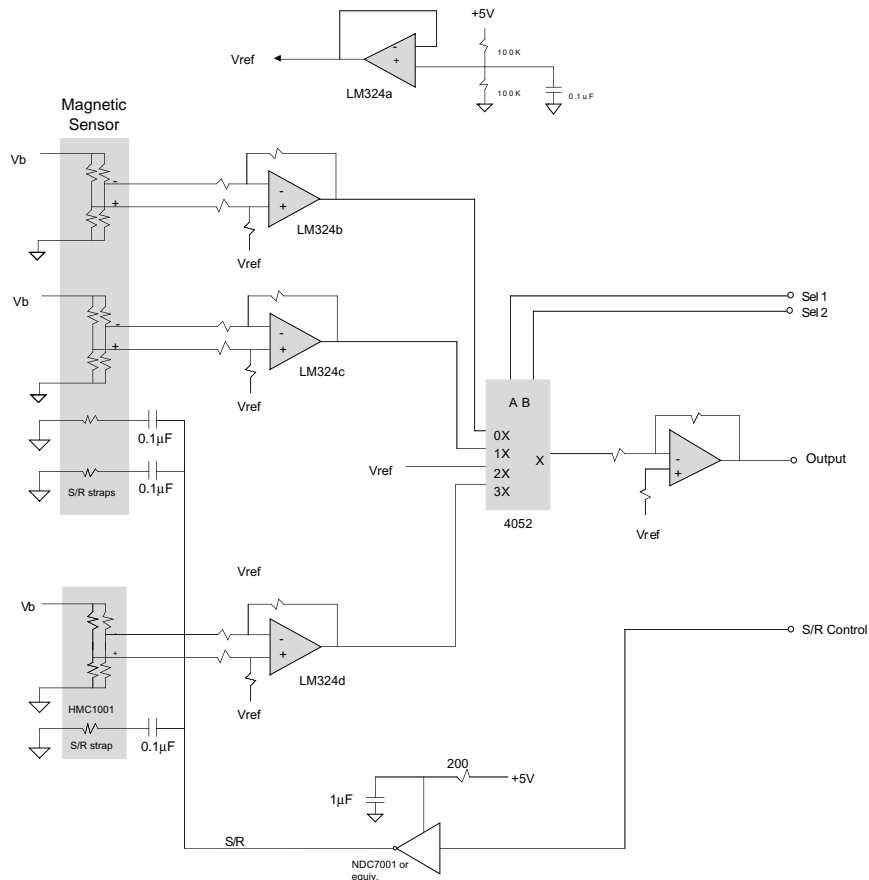 +5V
Vref
100K
LM324a
100K
0.1uF
Magnetic
Sensor
Vb
-
+
-
+
LM324b
Vref
Vb
-
+
-
+
LM324c
Vref
Sel 1
Sel 2
A B
0X
1X
2X
3X
X
4052
Vref
-
+
Output
Vref
0.1µF
0.1µF
S/R straps
Vref
Vb
-
+
-
+
LM324d
Vref
HMC1001
S/R strap
0.1µF
S/R Control
200
+5V
1µF
S/R
NDC7001 or
equiv.
-
+